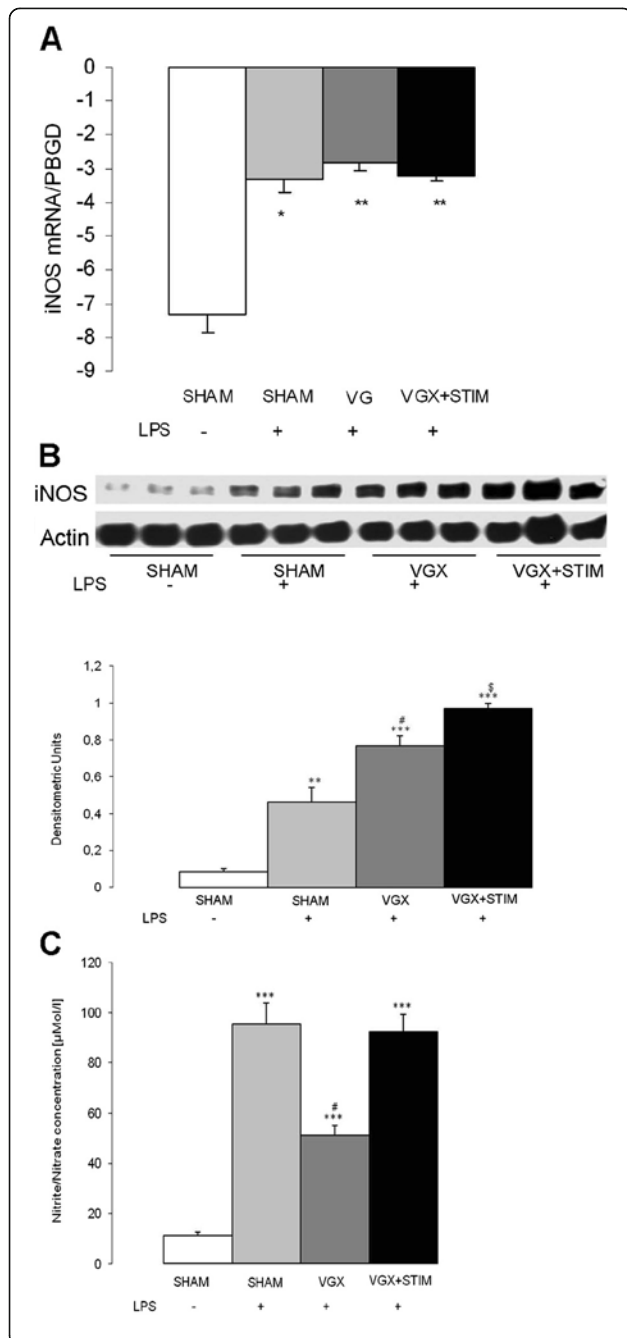 A
0
-1
-2
-3
-4
-5
-6
-7
-8
-9
iNOS mRNA/PBGD
*
**
**
SHAM SHAM VG VGX+STIM
LPS - + + +
B
iNOS
Actin
SHAM SHAM VGX VGX+STIM
LPS - + + +
1,2
1
0,8
0,6
0,4
0,2
0
Densitometric Units
**
#
***
$
***
SHAM SHAM VGX VGX+STIM
LPS - + + +
C
120
100
80
60
40
20
0
Nitrite/Nitrate concentration [µMol/l]
***
#
***
***
SHAM SHAM VGX VGX+STIM
LPS - + + +